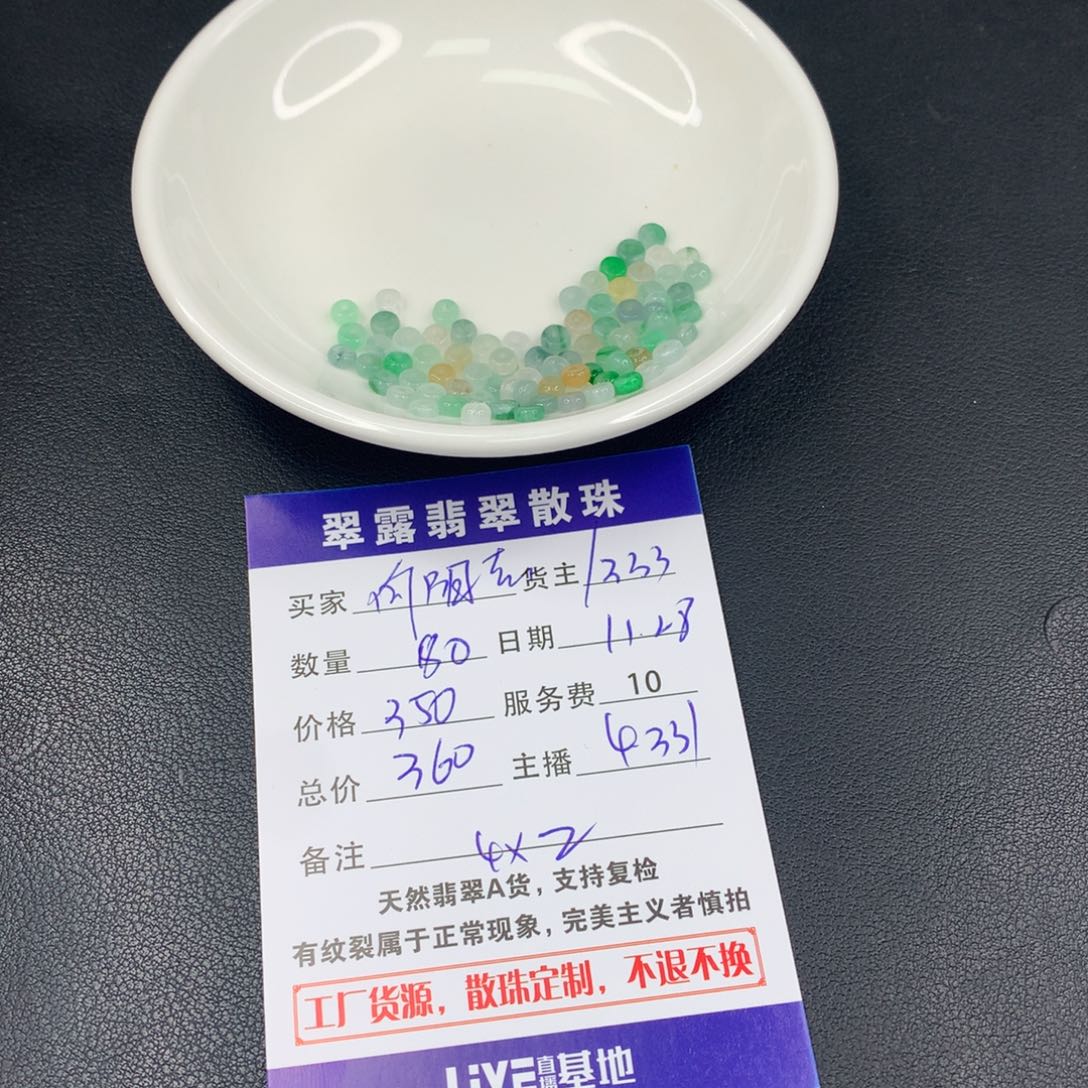 翠露翡翠散珠
买家 货主 1333
数量 80 日期 11.28
价格 350 服务费 10
总价 360 主播
备注 4×2
天然翡翠A货，支持复检
有纹裂属于正常现象，完美主义者慎拍
工厂货源，散珠定制，不退不换
LIVE直播基地